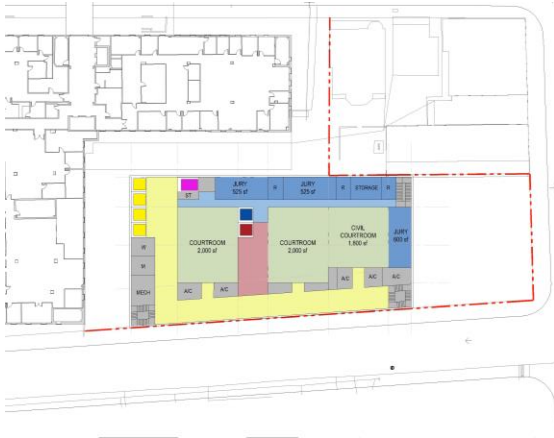 JURY
525 sf
R
JURY
525 sf
R
STORAGE
R
ST
CIVIL
COURTROOM
1,800 sf
COURTROOM
2,000 sf
COURTROOM
2,000 sf
JURY
600 sf
W
M
MECH
A/C
A/C
A/C
A/C
A/C